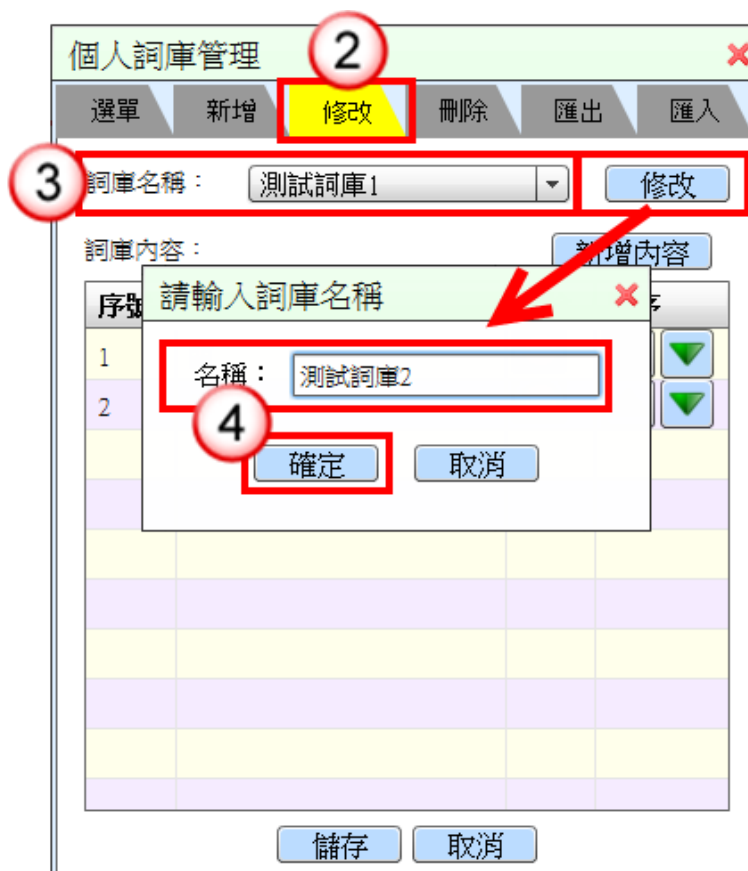 個人詞庫管理
2
選單 新增 修改 刪除 匯出 匯入
3
詞庫名稱： 測試詞庫1 修改
詞庫內容： 新增內容
序號 序
請輸入詞庫名稱
1
名稱： 測試詞庫2
2
4
確定 取消
儲存 取消